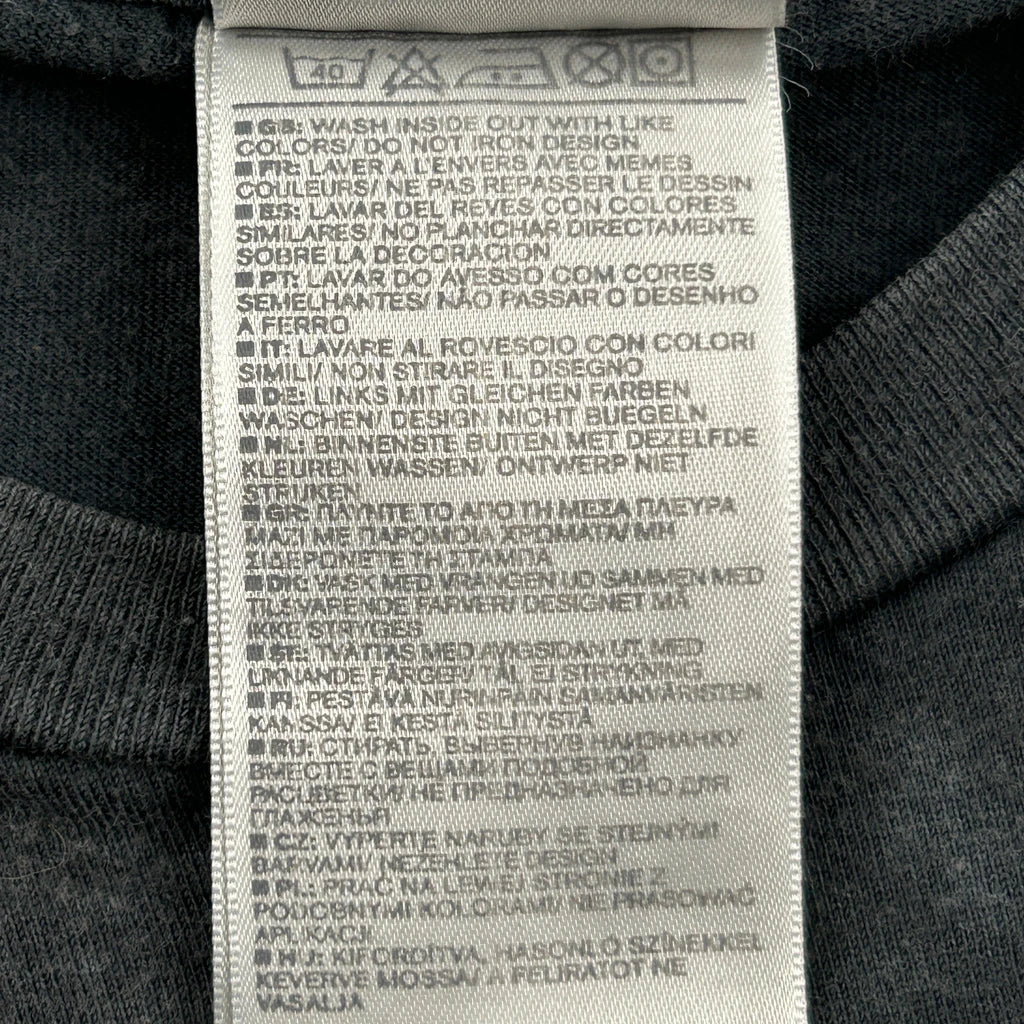 40
■ GB: WASH INSIDE OUT WITH LIKE
COLORS/ DO NOT IRON DESIGN
■ FR: LAVER A LENVERS AVEC MEMES
COULEURS/ NE PAS REPASSER LE DESSIN
■ ES: LAVAR DEL REVES CON COLORES
SIMILARES/ NO PLANCHAR DIRECTAMENTE
SOBRE LA DECORACION
■ PT: LAVAR DO AVESSO COM CORES
SEMELHANTES/ NÃO PASSAR O DESENHO
A FERRO
■ IT: LAVARE AL ROVESCIO CON COLORI
SIMILI/ NON STIRARE IL DISEGNO
■ DE: LINKS MIT GLEICHEN FARBEN
WASCHEN/ DESIGN NICHT BUEGELN
■ NL: BINNENSTE BUITEN MET DEZELFDE
KLEUREN WASSEN/ ONTWERP NIET
STRIJKEN
■ GR: ΠΛΥΝΤΕ ΤΟ ΑΠΟ ΤΗ ΜΕΣΑ ΠΛΕΥΡΑ
ΜΑΖΙ ΜΕ ΠΑΡΟΜΟΙΑ ΧΡΩΜΑΤΑ/ ΜΗ
ΣΙΔΕΡΩΝΕΤΕ ΤΗ ΣΤΑΜΠΑ
■ DK: VASK MED VRANGEN UD SAMMEN MED
TILSVARENDE FARVER/ DESIGNET MÅ
IKKE STRYGES
■ SE: TVÄTTAS MED AVIGSIDAN UT, MED
LIKNANDE FÄRGER/ TÅL EJ STRYKNING
■ FI: PESTÄVÄ NURIN PÄIN SAMANVÄRISTEN
KANSSA/ EI KESTÄ SILITYSTÄ
■ RU: СТИРАТЬ, ВЫВЕРНУВ НАИЗНАНКУ
ВМЕСТЕ С ВЕЩАМИ ПОДОБНОЙ
РАСЦВЕТКИ/ НЕ ПРЕДНАЗНАЧЕНО ДЛЯ
ГЛАЖЕНЬЯ
■ CZ: VYPERTE NARUBY SE STEJNÝMI
BARVAMI/ NEŽEHLETE DESIGN
■ PL: PRAĆ NA LEWEJ STRONIE Z
PODOBNYMI KOLORAMI/ NIE PRASOWAĆ
APLIKACJI
■ HU: KIFORDÍTVA, HASONLÓ SZÍNEKKEL
KEVERVE MOSSA/ A FELIRATOT NE
VASALJA